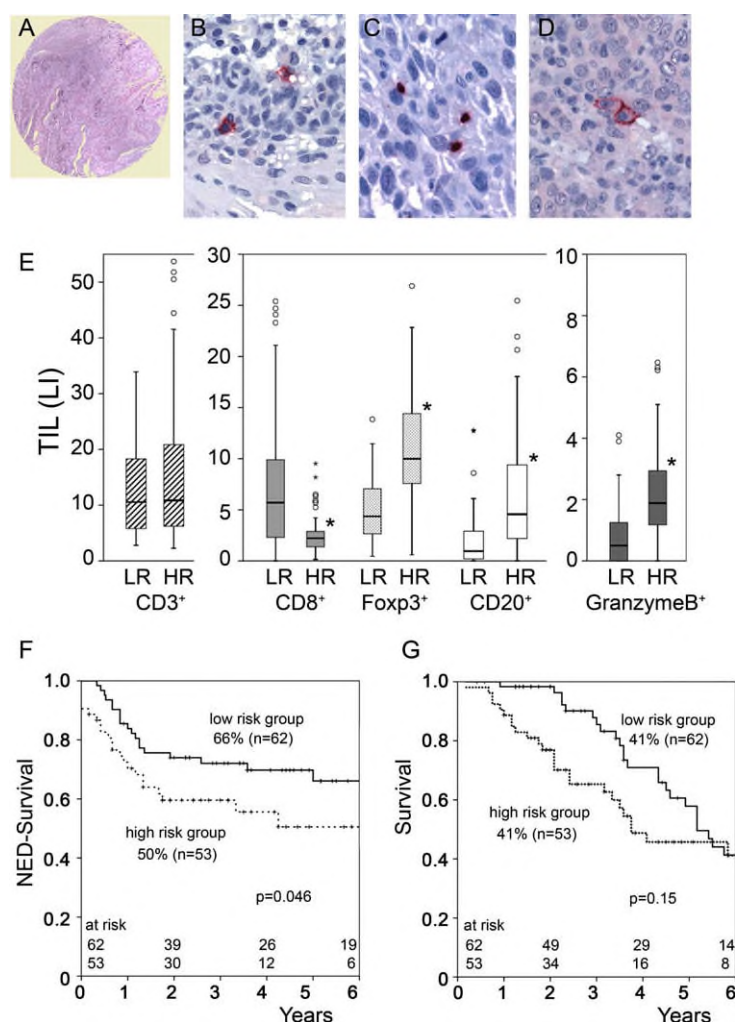 A
B
C
D
E
TIL (LI)
50
40
30
20
10
0
30
25
20
15
10
5
0
10
8
6
4
2
0
* * * *
LR HR LR HR LR HR LR HR LR HR
CD3+ CD8+ Foxp3+ CD20+ GranzymeB+
F
NED-Survival
1.0
0.8
0.6
0.4
0.2
0
low risk group
66% (n=62)
high risk group
50% (n=53)
p=0.046
at risk
62 39 26 19
53 30 12 6
0 1 2 3 4 5 6
Years
G
Survival
1.0
0.8
0.6
0.4
0.2
0
low risk group
41% (n=62)
high risk group
41% (n=53)
p=0.15
at risk
62 49 29 14
53 34 16 8
0 1 2 3 4 5 6
Years